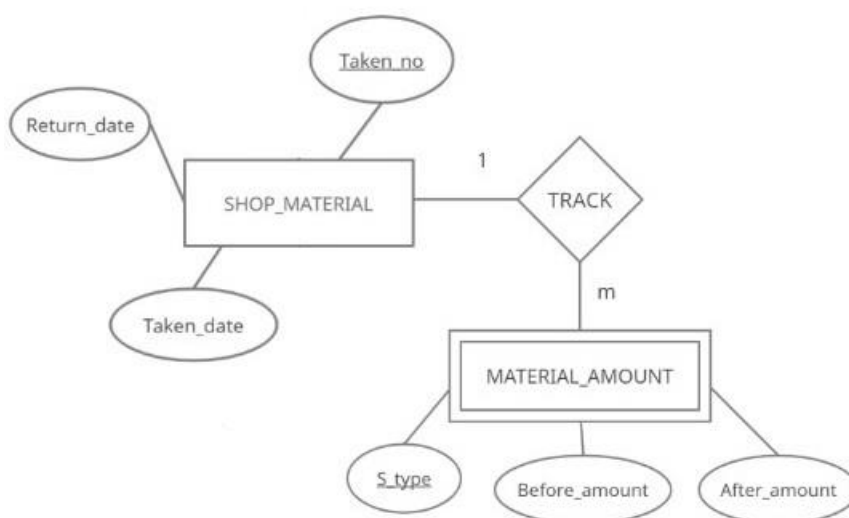 Taken_no
Return_date
1
SHOP_MATERIAL
TRACK
m
Taken_date
MATERIAL_AMOUNT
S_type
Before_amount
After_amount